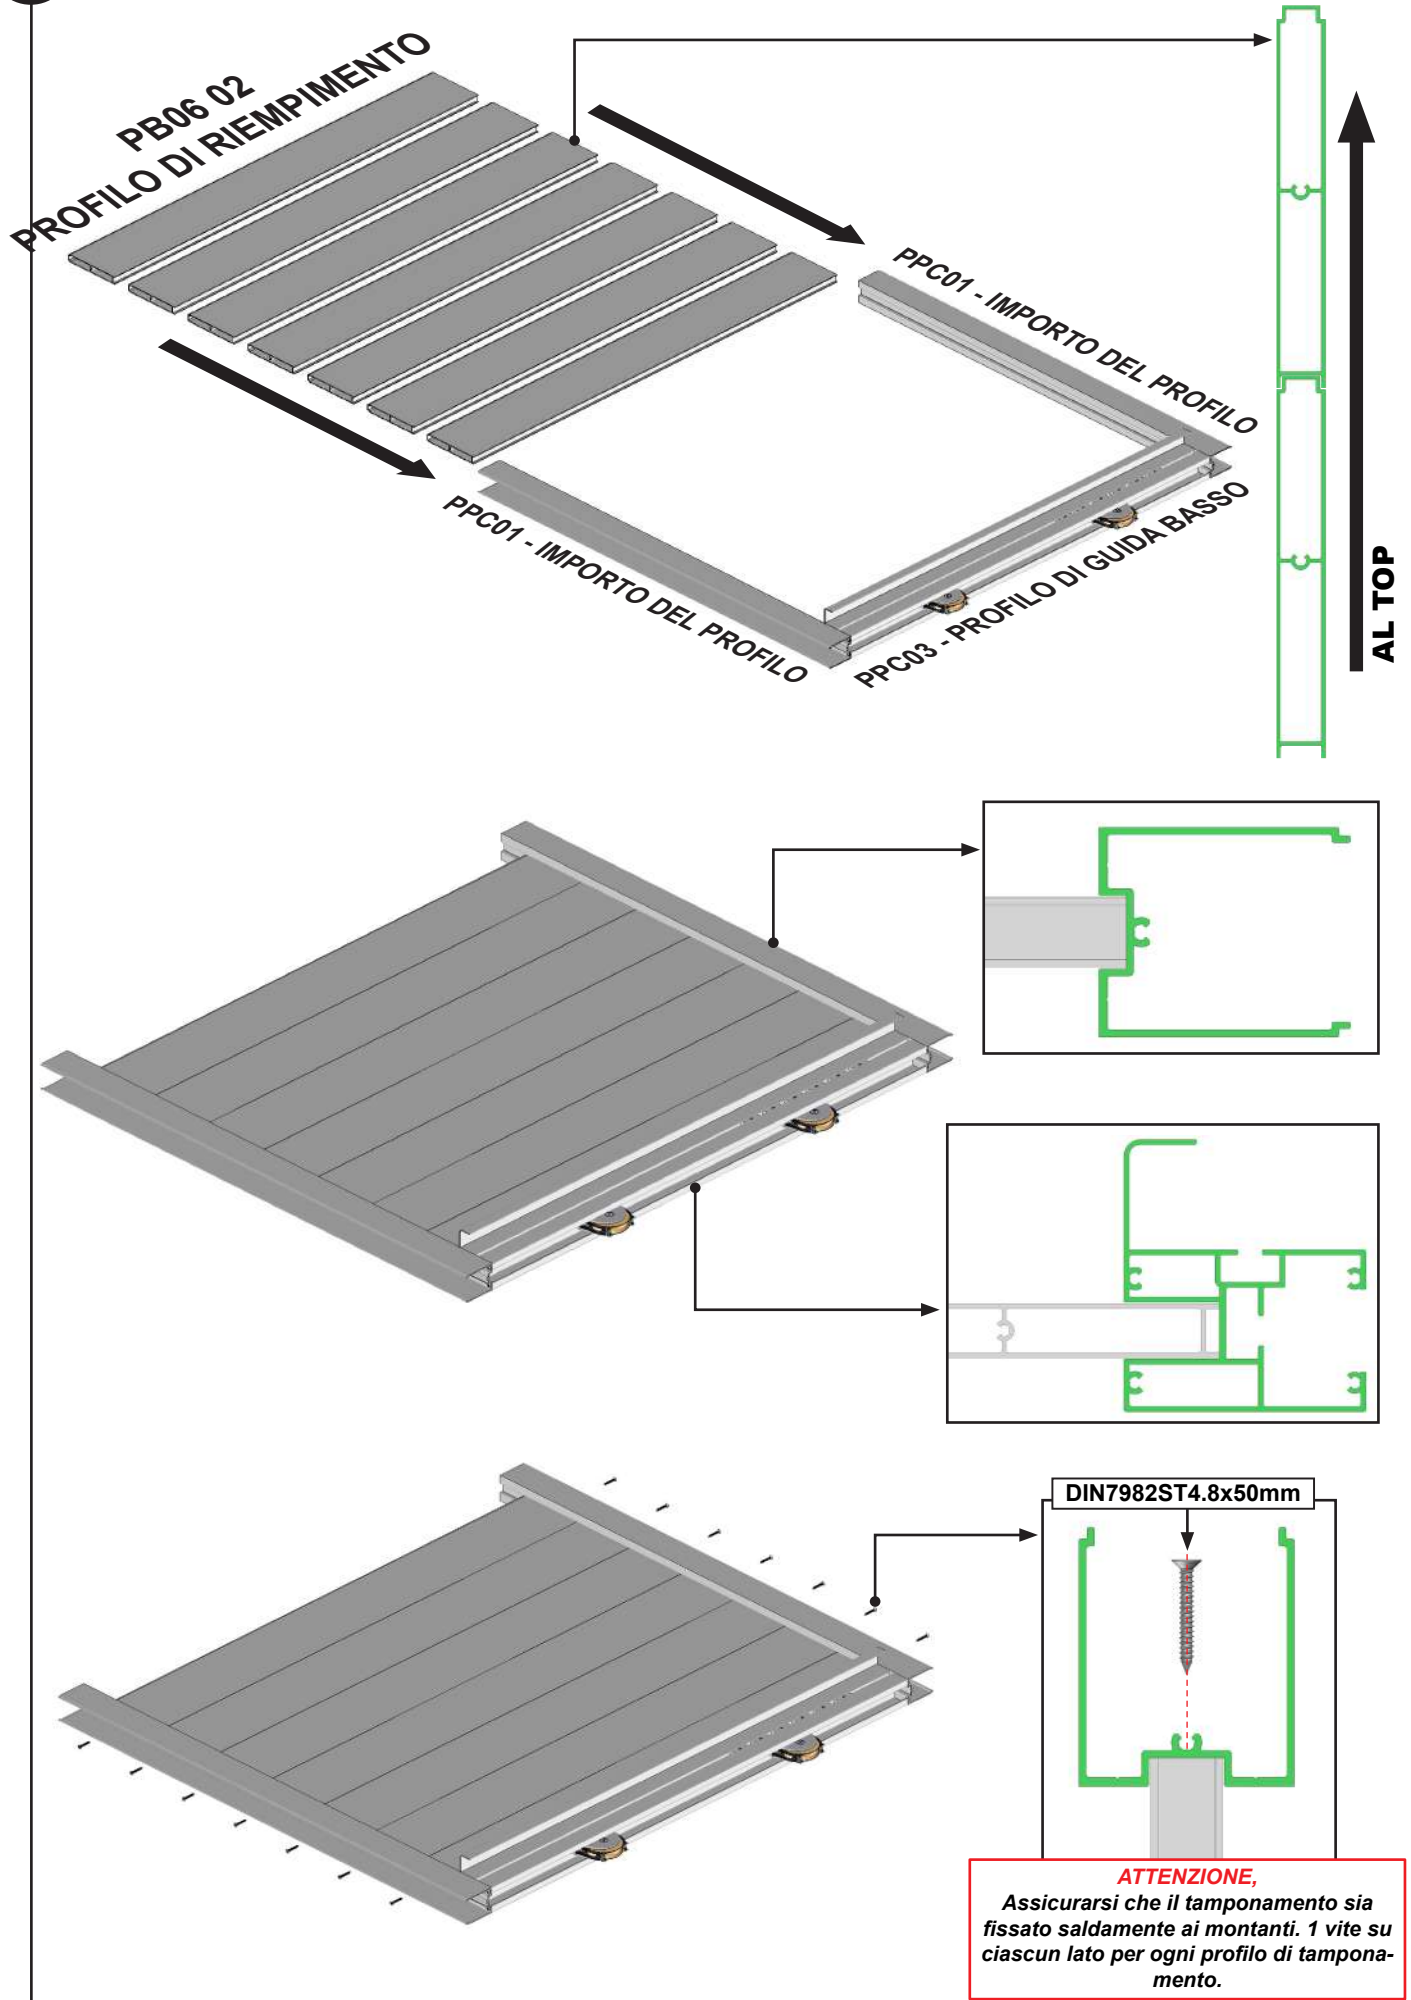 PB06 02
PROFILO DI RIEMPIMENTO
PPC01 - IMPORTO DEL PROFILO
PPC01 - IMPORTO DEL PROFILO
PPC03 - PROFILO DI GUIDA BASSO
AL TOP
DIN7982ST4.8x50mm
ATTENZIONE,
Assicurarsi che il tamponamento sia
fissato saldamente ai montanti. 1 vite su
ciascun lato per ogni profilo di tampona-
mento.